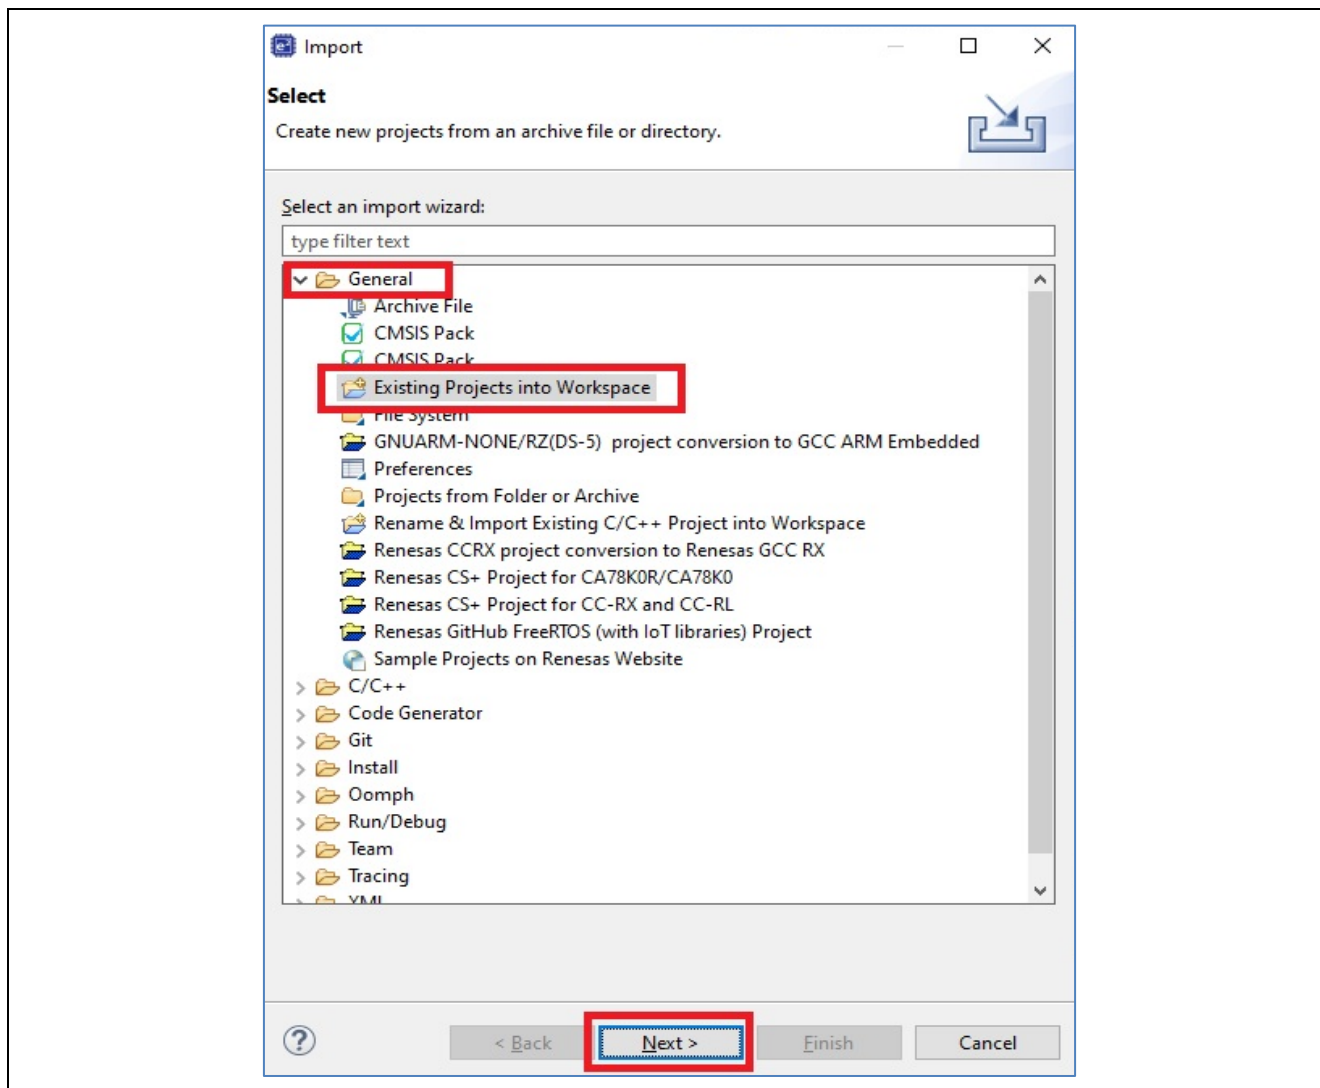 Import
Select
Create new projects from an archive file or directory.
Select an import wizard:
type filter text
General
Archive File
CMSIS Pack
CMSIS Pack
Existing Projects into Workspace
File System
GNUARM-NONE/RZ(DS-5)  project conversion to GCC ARM Embedded
Preferences
Projects from Folder or Archive
Rename & Import Existing C/C++ Project into Workspace
Renesas CCRX project conversion to Renesas GCC RX
Renesas CS+ Project for CA78K0R/CA78K0
Renesas CS+ Project for CC-RX and CC-RL
Renesas GitHub FreeRTOS (with IoT libraries) Project
Sample Projects on Renesas Website
C/C++
Code Generator
Git
Install
Oomph
Run/Debug
Team
Tracing
XML
< Back Next > Finish Cancel